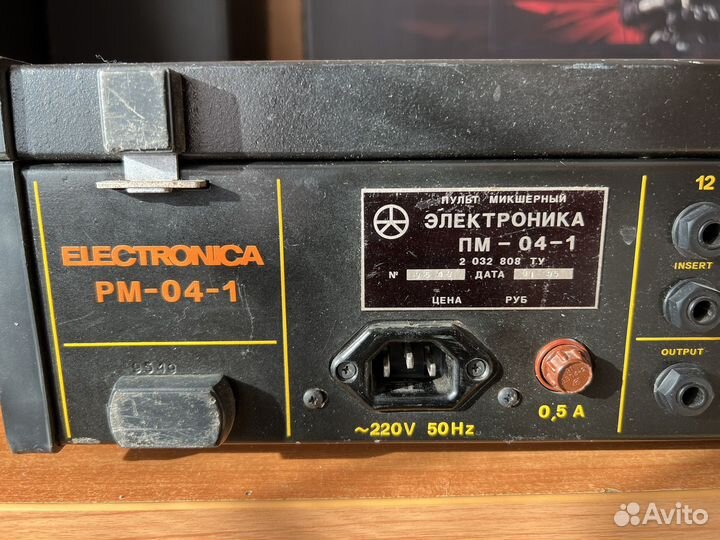 ELECTRONICA
PM-04-1
ПУЛЬТ МИКШЕРНЫЙ
ЭЛЕКТРОНИКА
ПМ - 04-1
2 032 808 ТУ
№ ДАТА
ЦЕНА РУБ
~220V 50Hz
0,5 A
12
INSERT
OUTPUT
Avito